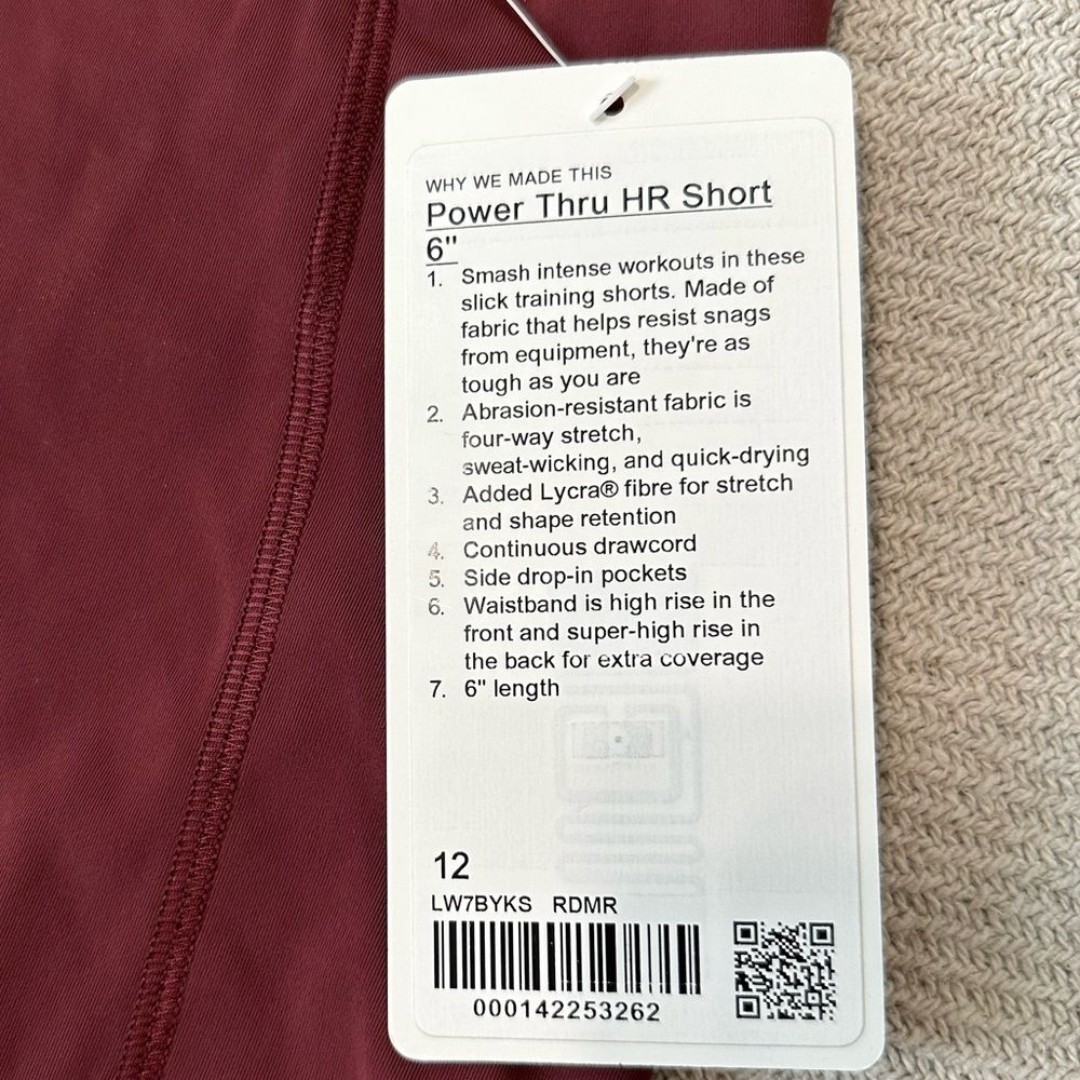 WHY WE MADE THIS
Power Thru HR Short
6"
1. Smash intense workouts in these
slick training shorts. Made of
fabric that helps resist snags
from equipment, they're as
tough as you are
2. Abrasion-resistant fabric is
four-way stretch,
sweat-wicking, and quick-drying
3. Added Lycra® fibre for stretch
and shape retention
4. Continuous drawcord
5. Side drop-in pockets
6. Waistband is high rise in the
front and super-high rise in
the back for extra coverage
7. 6" length
12
LW7BYKS RDMR
000142253262